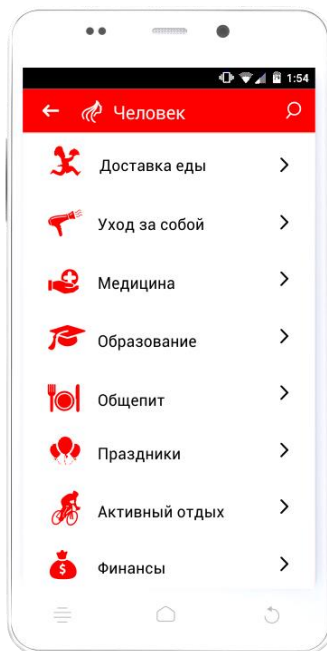 1:54
Человек
Доставка еды
Уход за собой
Медицина
Образование
Общепит
Праздники
Активный отдых
Финансы